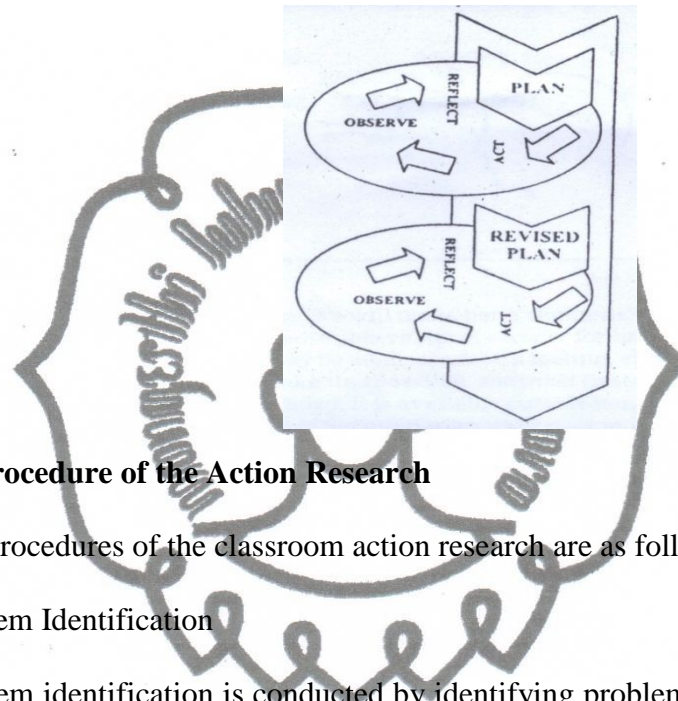 PLAN
REFLECT
OBSERVE
ACT
REVISED
PLAN
REFLECT
OBSERVE
ACT
rocedure of the Action Research
rocedures of the classroom action research are as foll
em Identification
em identification is conducted by identifying problem